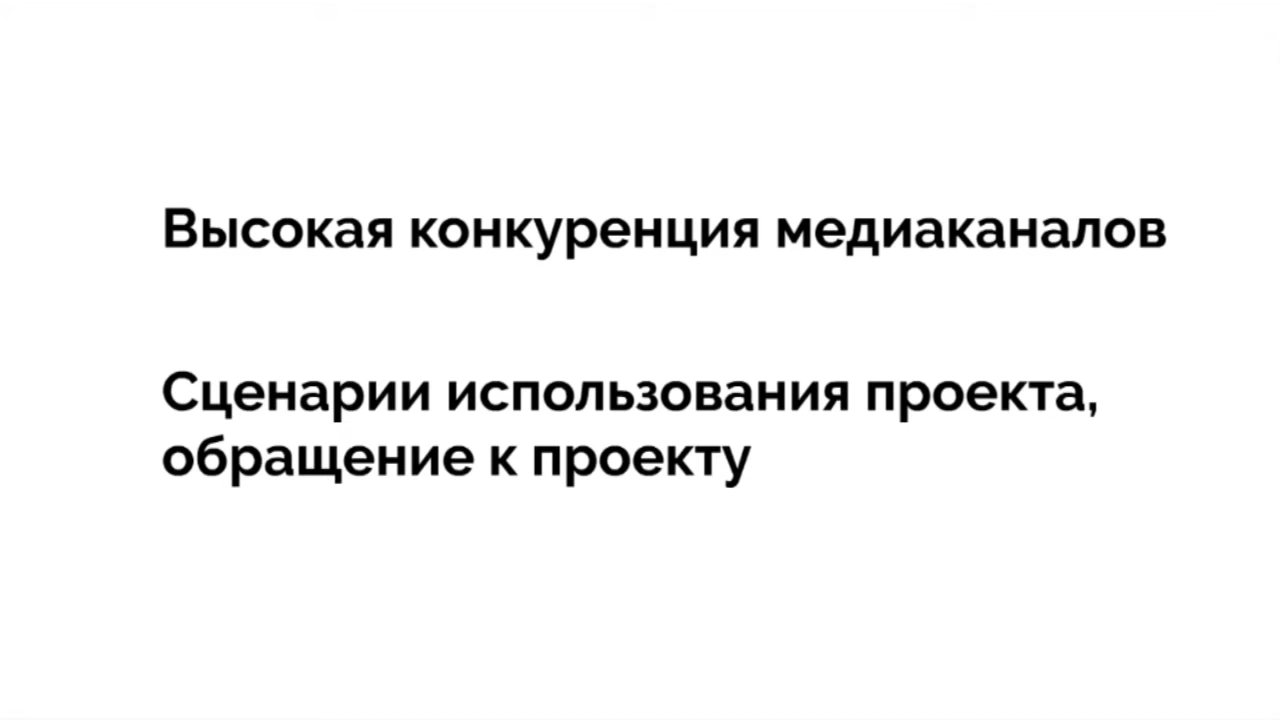 Высокая конкуренция медиаканалов
Сценарии использования проекта,
обращение к проекту